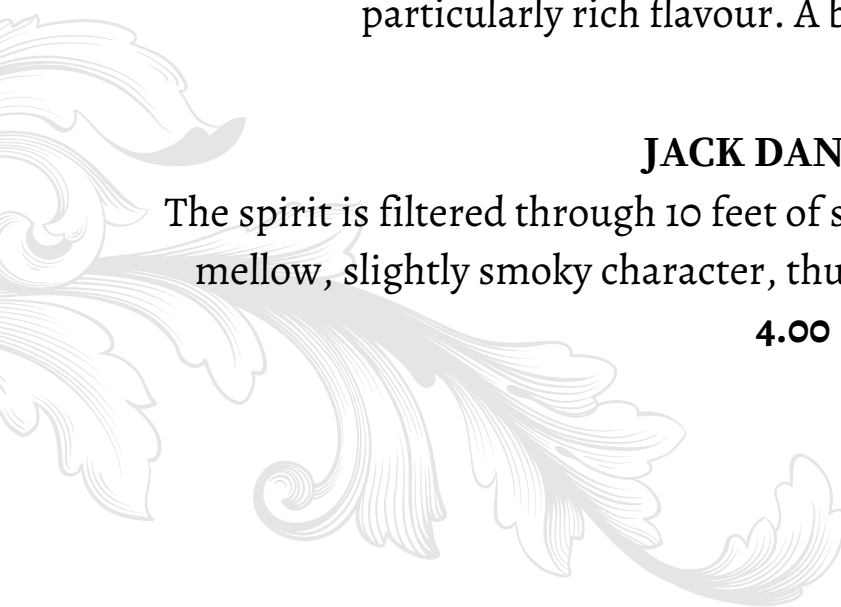 particularly rich flavour. A b
JACK DAN
The spirit is filtered through 10 feet of s
mellow, slightly smoky character, thu
4.00